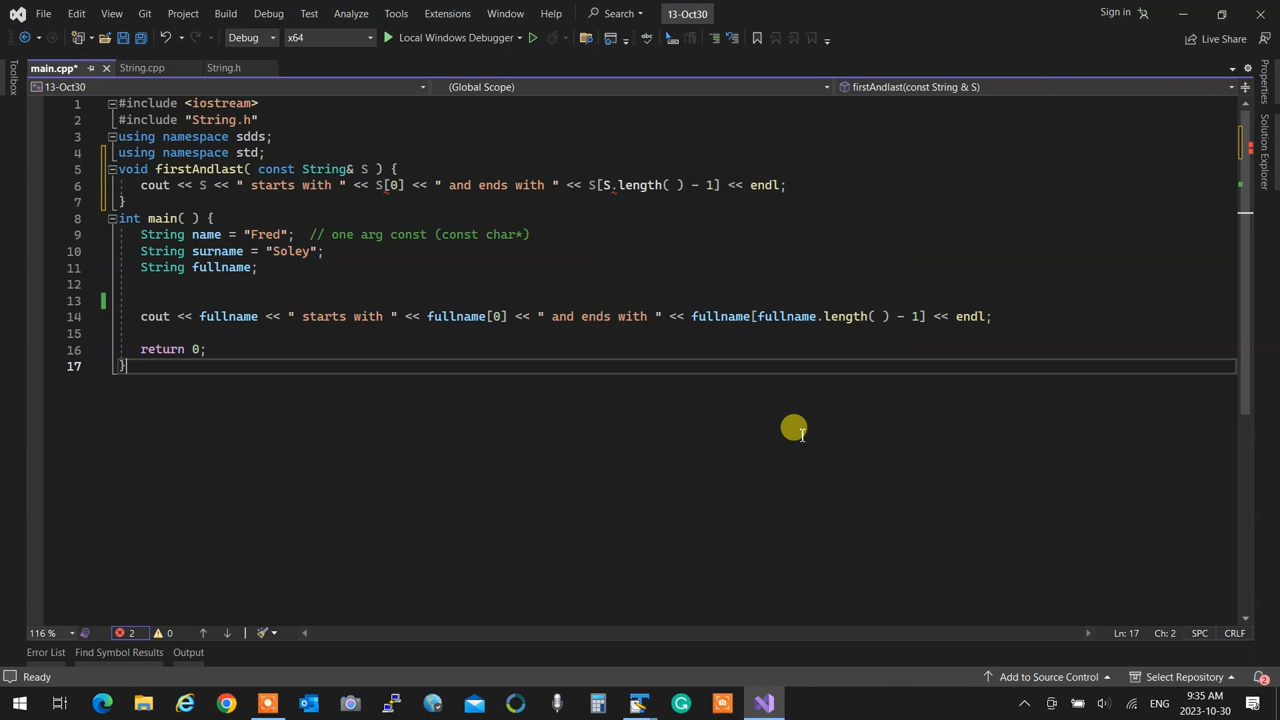 File Edit View Git Project Build Debug Test Analyze Tools Extensions Window Help Search 13-Oct30 Sign in
Debug x64 Local Windows Debugger Live Share
Toolbox main.cpp* String.cpp String.h Properties
13-Oct30 (Global Scope) firstAndlast(const String & S)
Solution Explorer
1 #include <iostream>
2 #include "String.h"
3 using namespace sdds;
4 using namespace std;
5 void firstAndlast( const String& S ) {
6 cout << S << " starts with " << S[0] << " and ends with " << S[S.length( ) - 1] << endl;
7 }
8 int main( ) {
9 String name = "Fred"; // one arg const (const char*)
10 String surname = "Soley";
11 String fullname;
12
13
14 cout << fullname << " starts with " << fullname[0] << " and ends with " << fullname[fullname.length( ) - 1] << endl;
15
16 return 0;
17 }
116 % 2 0 Ln: 17 Ch: 2 SPC CRLF
Error List Find Symbol Results Output
Ready Add to Source Control Select Repository 2
9:35 AM
ENG
2023-10-30